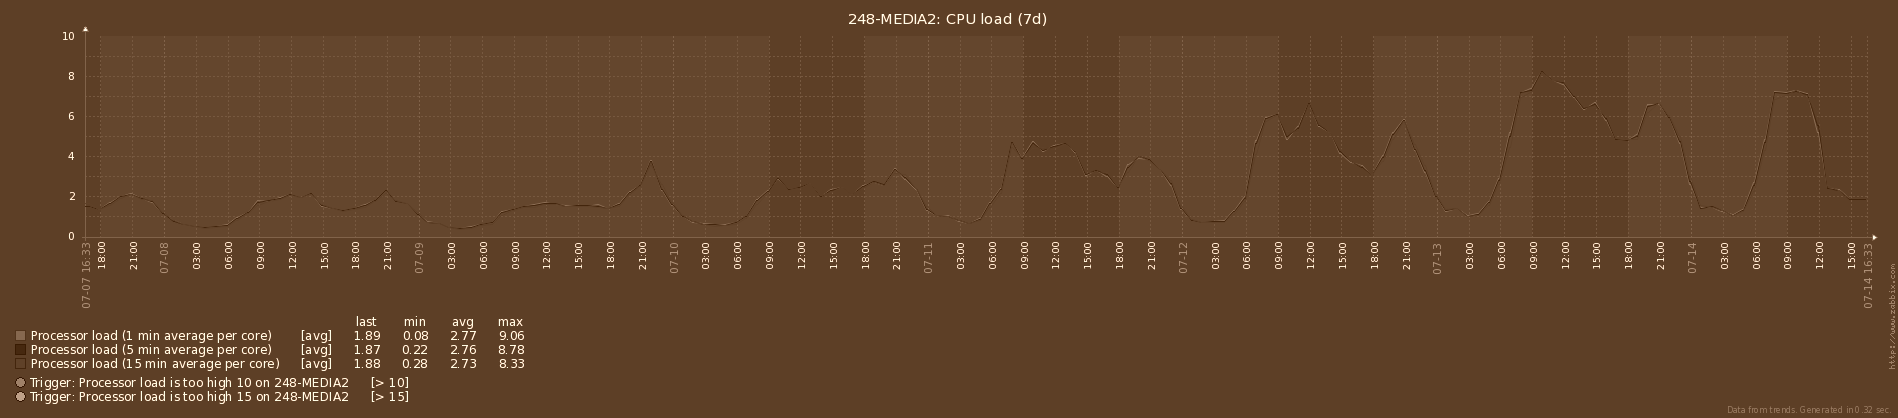 248-MEDIA2: CPU load (7d)
10
8
6
4
2
0
07-07 16:33 18:00 21:00 07-08 03:00 06:00 09:00 12:00 15:00 18:00 21:00 07-09 03:00 06:00 09:00 12:00 15:00 18:00 21:00 07-10 03:00 06:00 09:00 12:00 15:00 18:00 21:00 07-11 03:00 06:00 09:00 12:00 15:00 18:00 21:00 07-12 03:00 06:00 09:00 12:00 15:00 18:00 21:00 07-13 03:00 06:00 09:00 12:00 15:00 18:00 21:00 07-14 03:00 06:00 09:00 12:00 15:00 07-14 16:33
last min avg max
Processor load (1 min average per core) [avg] 1.89 0.08 2.77 9.06
Processor load (5 min average per core) [avg] 1.87 0.22 2.76 8.78
Processor load (15 min average per core) [avg] 1.88 0.28 2.73 8.33
Trigger: Processor load is too high 10 on 248-MEDIA2 [> 10]
Trigger: Processor load is too high 15 on 248-MEDIA2 [> 15]
http://www.zabbix.com
Data from trends. Generated in 0.32 sec.